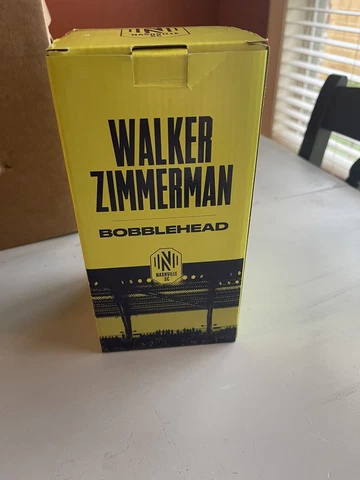 WALKER
ZIMMERMAN
BOBBLEHEAD
N
NASHVILLE
SC